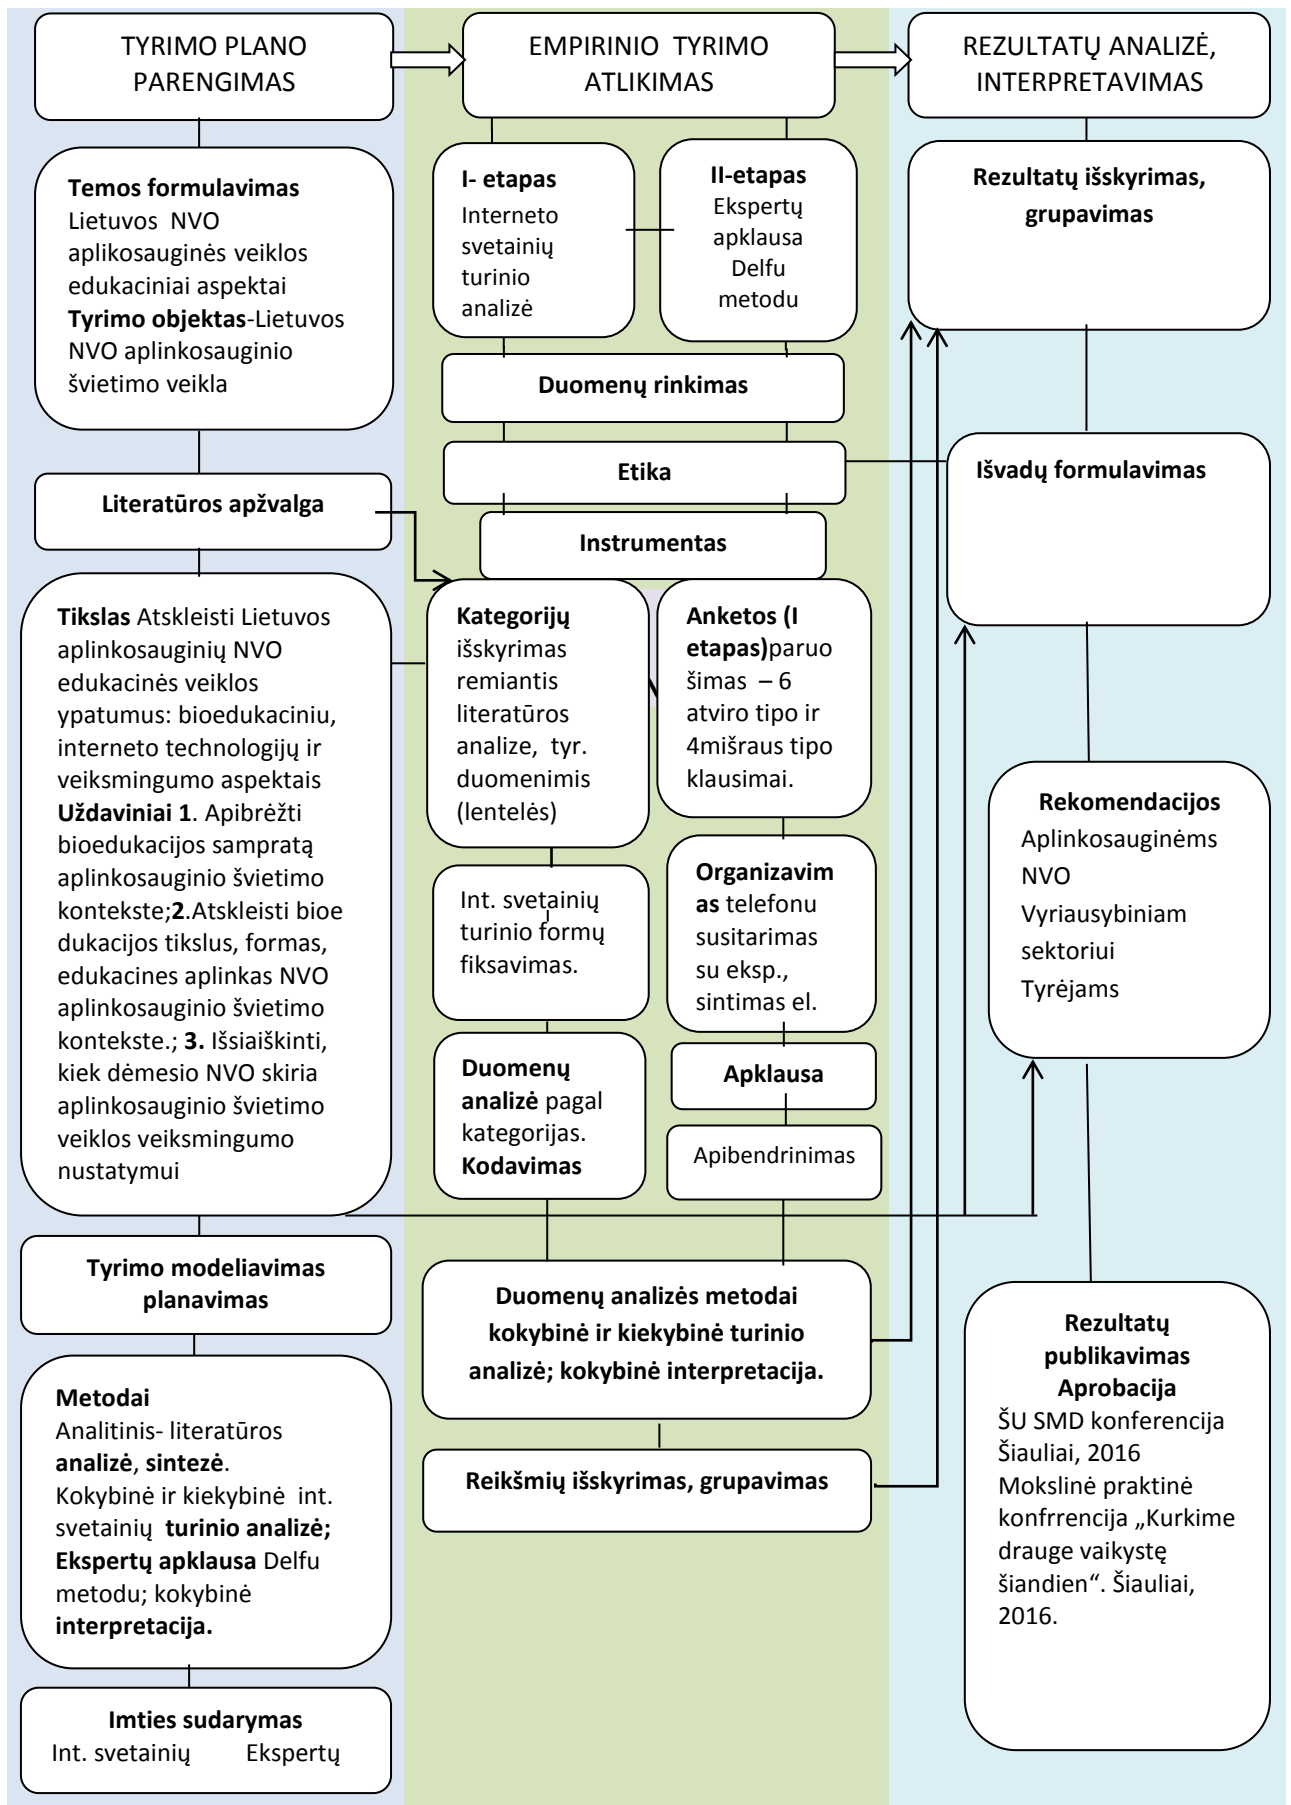 TYRIMO PLANO
PARENGIMAS
Temos formulavimas
Lietuvos NVO
aplikosauginės veiklos
edukaciniai aspektai
Tyrimo objektas-Lietuvos
NVO aplinkosauginio
švietimo veikla
Literatūros apžvalga
Tikslas Atskleisti Lietuvos
aplinkosauginių NVO
edukacinės veiklos
ypatumus: bioedukaciniu,
interneto technologijų ir
veiksmingumo aspektais
Uždaviniai 1. Apibrėžti
bioedukacijos sampratą
aplinkosauginio švietimo
kontekste;2.Atskleisti bioe
dukacijos tikslus, formas,
edukacines aplinkas NVO
aplinkosauginio švietimo
kontekste.; 3. Išsiaiškinti,
kiek dėmesio NVO skiria
aplinkosauginio švietimo
veiklos veiksmingumo
nustatymui
Tyrimo modeliavimas
planavimas
Metodai
Analitinis- literatūros
analizė, sintezė.
Kokybinė ir kiekybinė int.
svetainių turinio analizė;
Ekspertų apklausa Delfu
metodu; kokybinė
interpretacija.
Imties sudarymas
Int. svetainių Ekspertų
EMPIRINIO TYRIMO
ATLIKIMAS
I- etapas
Interneto
svetainių
turinio
analizė
II-etapas
Ekspertų
apklausa
Delfu
metodu
Duomenų rinkimas
Etika
Instrumentas
Kategorijų
išskyrimas
remiantis
literatūros
analize, tyr.
duomenimis
(lentelės)
Int. svetainių
turinio formų
fiksavimas.
Duomenų
analizė pagal
kategorijas.
Kodavimas
Anketos (I
etapas)paruo
šimas – 6
atviro tipo ir
4mišraus tipo
klausimai.
Organizavim
as telefonu
susitarimas
su eksp.,
sintimas el.
Apklausa
Apibendrinimas
Duomenų analizės metodai
kokybinė ir kiekybinė turinio
analizė; kokybinė interpretacija.
Reikšmių išskyrimas, grupavimas
REZULTATŲ ANALIZĖ,
INTERPRETAVIMAS
Rezultatų išskyrimas,
grupavimas
Išvadų formulavimas
Rekomendacijos
Aplinkosauginėms
NVO
Vyriausybiniam
sektoriui
Tyrėjams
Rezultatų
publikavimas
Aprobacija
ŠU SMD konferencija
Šiauliai, 2016
Mokslinė praktinė
konfrrencija „Kurkime
drauge vaikystę
šiandien“. Šiauliai,
2016.